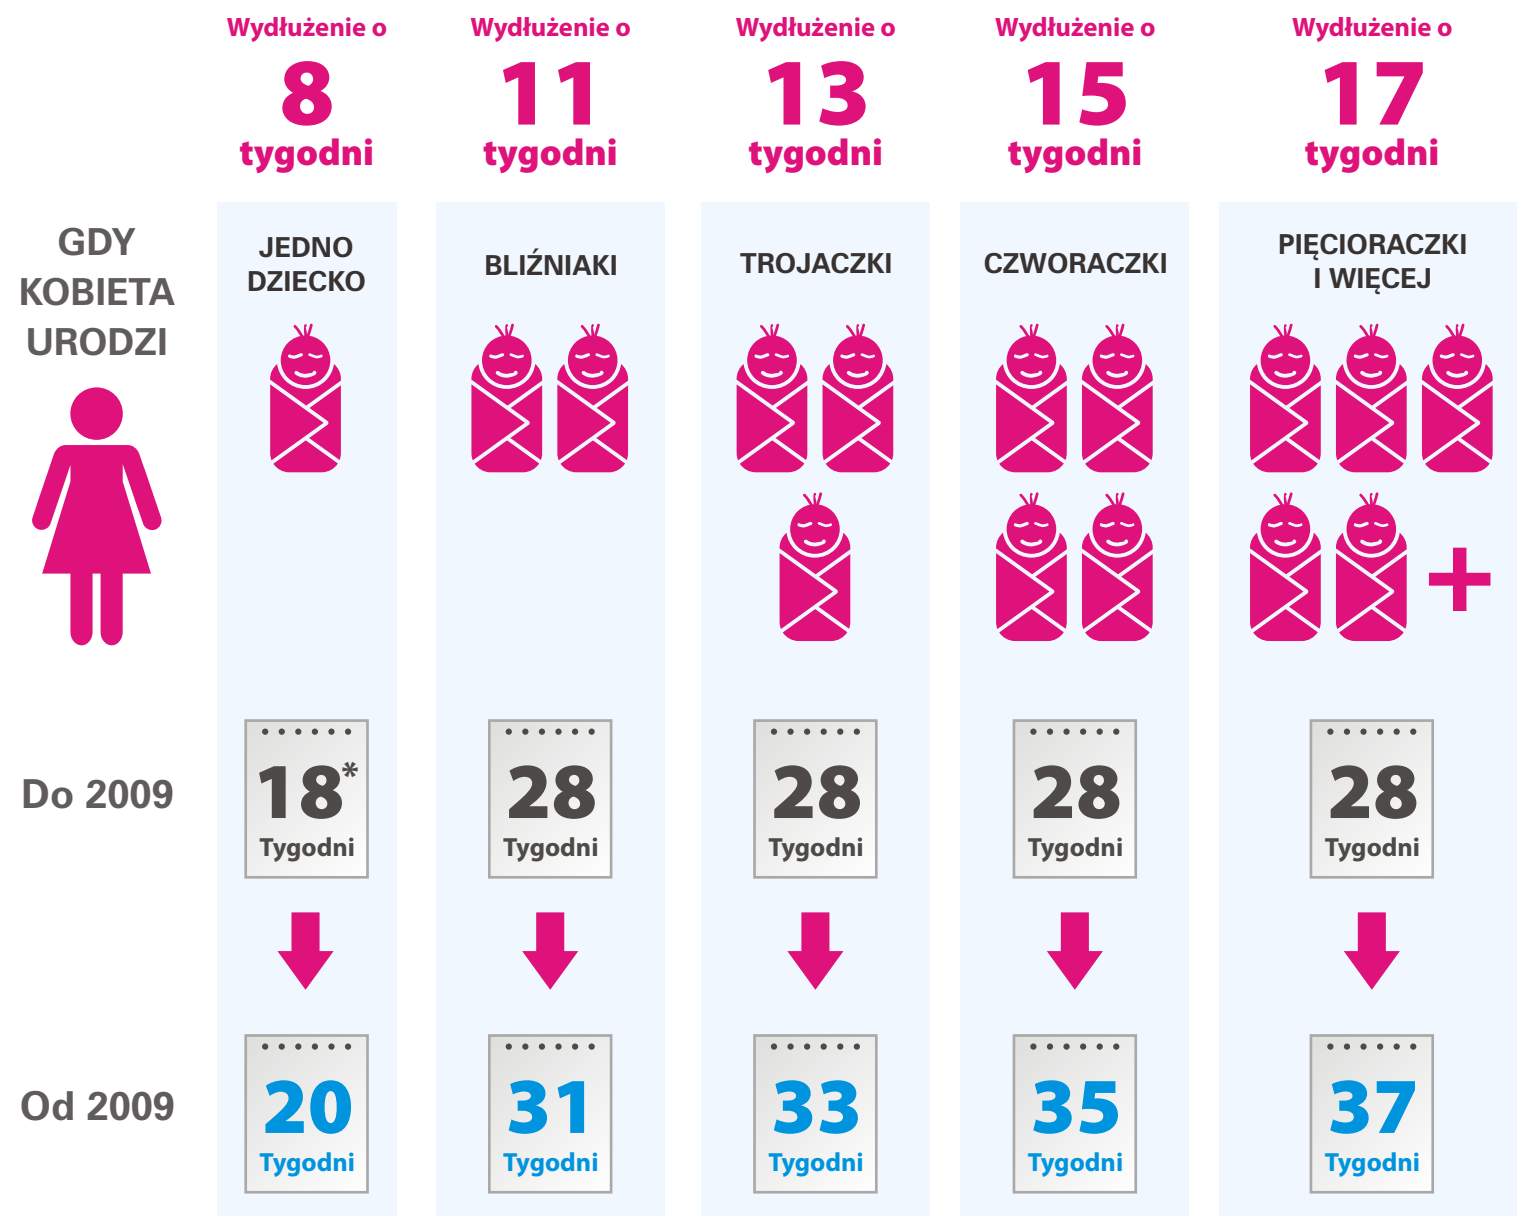 Wydłużenie o
8
tygodni
Wydłużenie o
11
tygodni
Wydłużenie o
13
tygodni
Wydłużenie o
15
tygodni
Wydłużenie o
17
tygodni
GDY
KOBIETA
URODZI
JEDNO
DZIECKO
BLIŹNIAKI
TROJACZKI
CZWORACZKI
PIĘCIORACZKI
I WIĘCEJ
Do 2009
18*
Tygodni
28
Tygodni
28
Tygodni
28
Tygodni
28
Tygodni
Od 2009
20
Tygodni
31
Tygodni
33
Tygodni
35
Tygodni
37
Tygodni